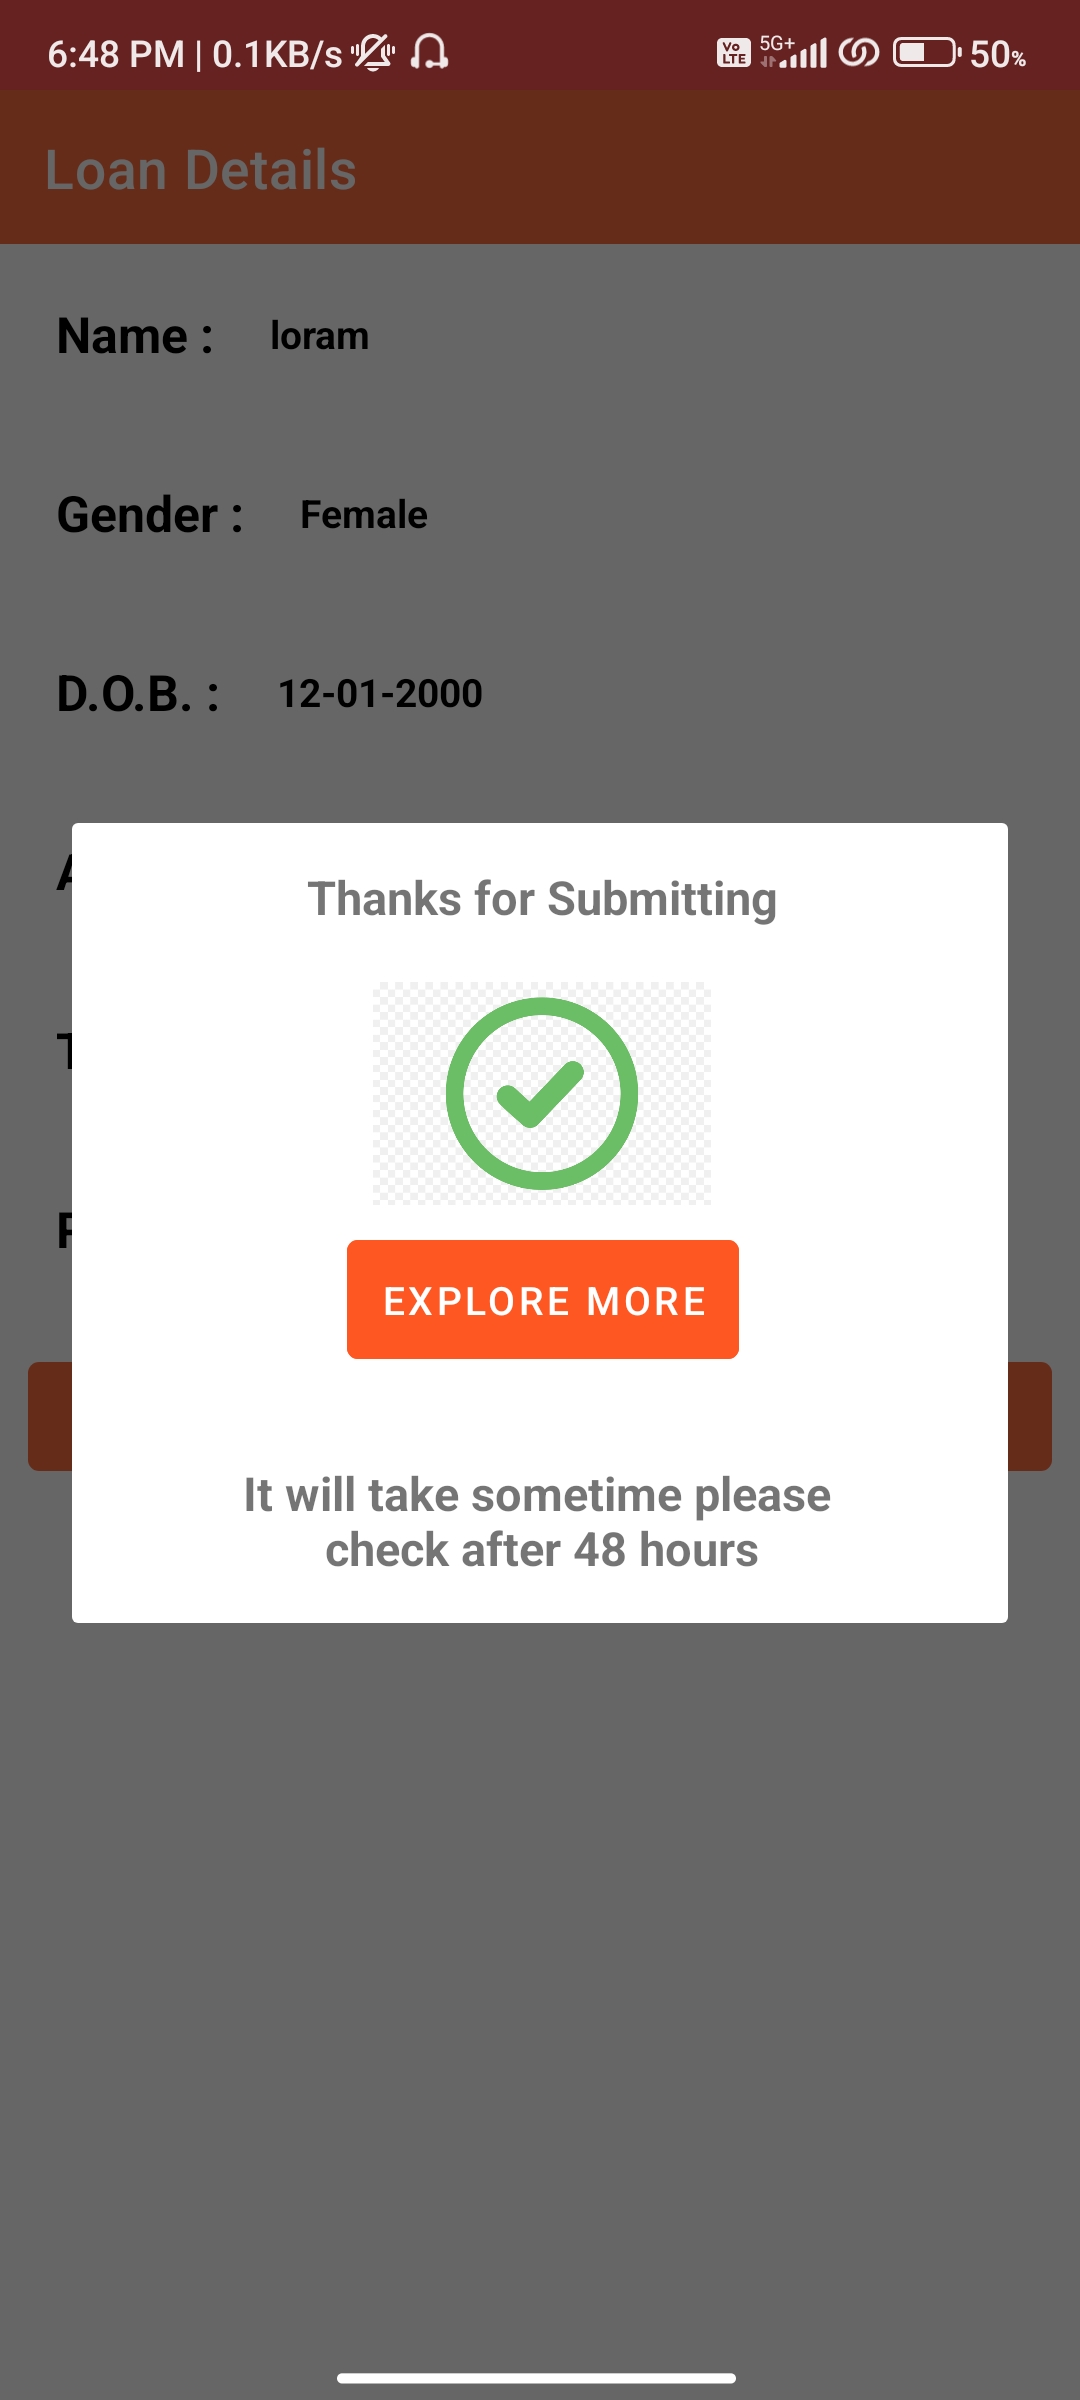 6:48 PM | 0.1KB/s Vo LTE 5G+ 50%
Loan Details
Name : loram
Gender : Female
D.O.B. : 12-01-2000
Thanks for Submitting
EXPLORE MORE
It will take sometime please
check after 48 hours